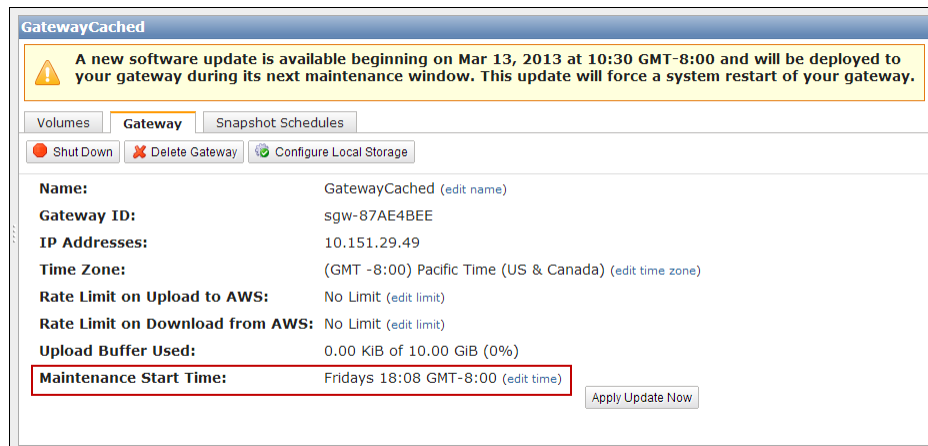 GatewayCached
A new software update is available beginning on Mar 13, 2013 at 10:30 GMT-8:00 and will be deployed to
your gateway during its next maintenance window. This update will force a system restart of your gateway.
Volumes Gateway Snapshot Schedules
Shut Down Delete Gateway Configure Local Storage
Name: GatewayCached (edit name)
Gateway ID: sgw-87AE4BEE
IP Addresses: 10.151.29.49
Time Zone: (GMT -8:00) Pacific Time (US & Canada) (edit time zone)
Rate Limit on Upload to AWS: No Limit (edit limit)
Rate Limit on Download from AWS: No Limit (edit limit)
Upload Buffer Used: 0.00 KiB of 10.00 GiB (0%)
Maintenance Start Time: Fridays 18:08 GMT-8:00 (edit time)
Apply Update Now